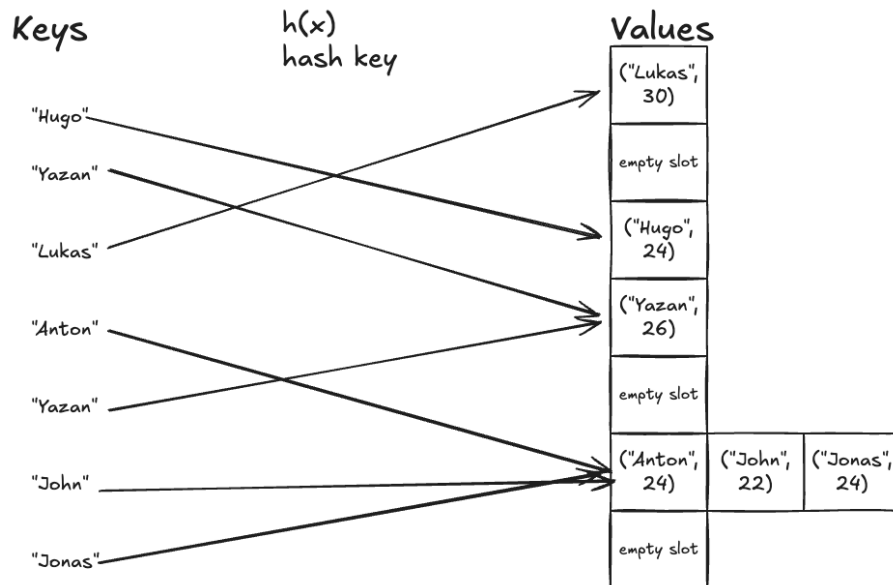 Keys
h(x)
hash key
Values
"Hugo"
"Yazan"
"Lukas"
"Anton"
"Yazan"
"John"
"Jonas"
("Lukas",
30)
empty slot
("Hugo",
24)
("Yazan",
26)
empty slot
("Anton",
24)
("John",
22)
("Jonas",
24)
empty slot